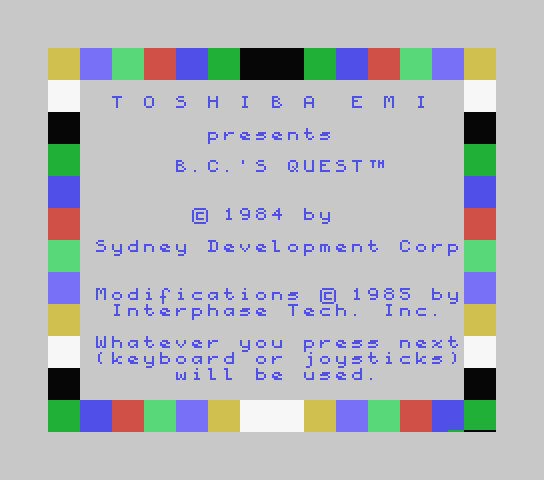 T O S H I B A  E M I
presents
B.C.'S QUEST™
© 1984 by
Sydney Development Corp
Modifications © 1985 by
Interphase Tech. Inc.
Whatever you press next
(keyboard or joysticks)
will be used.